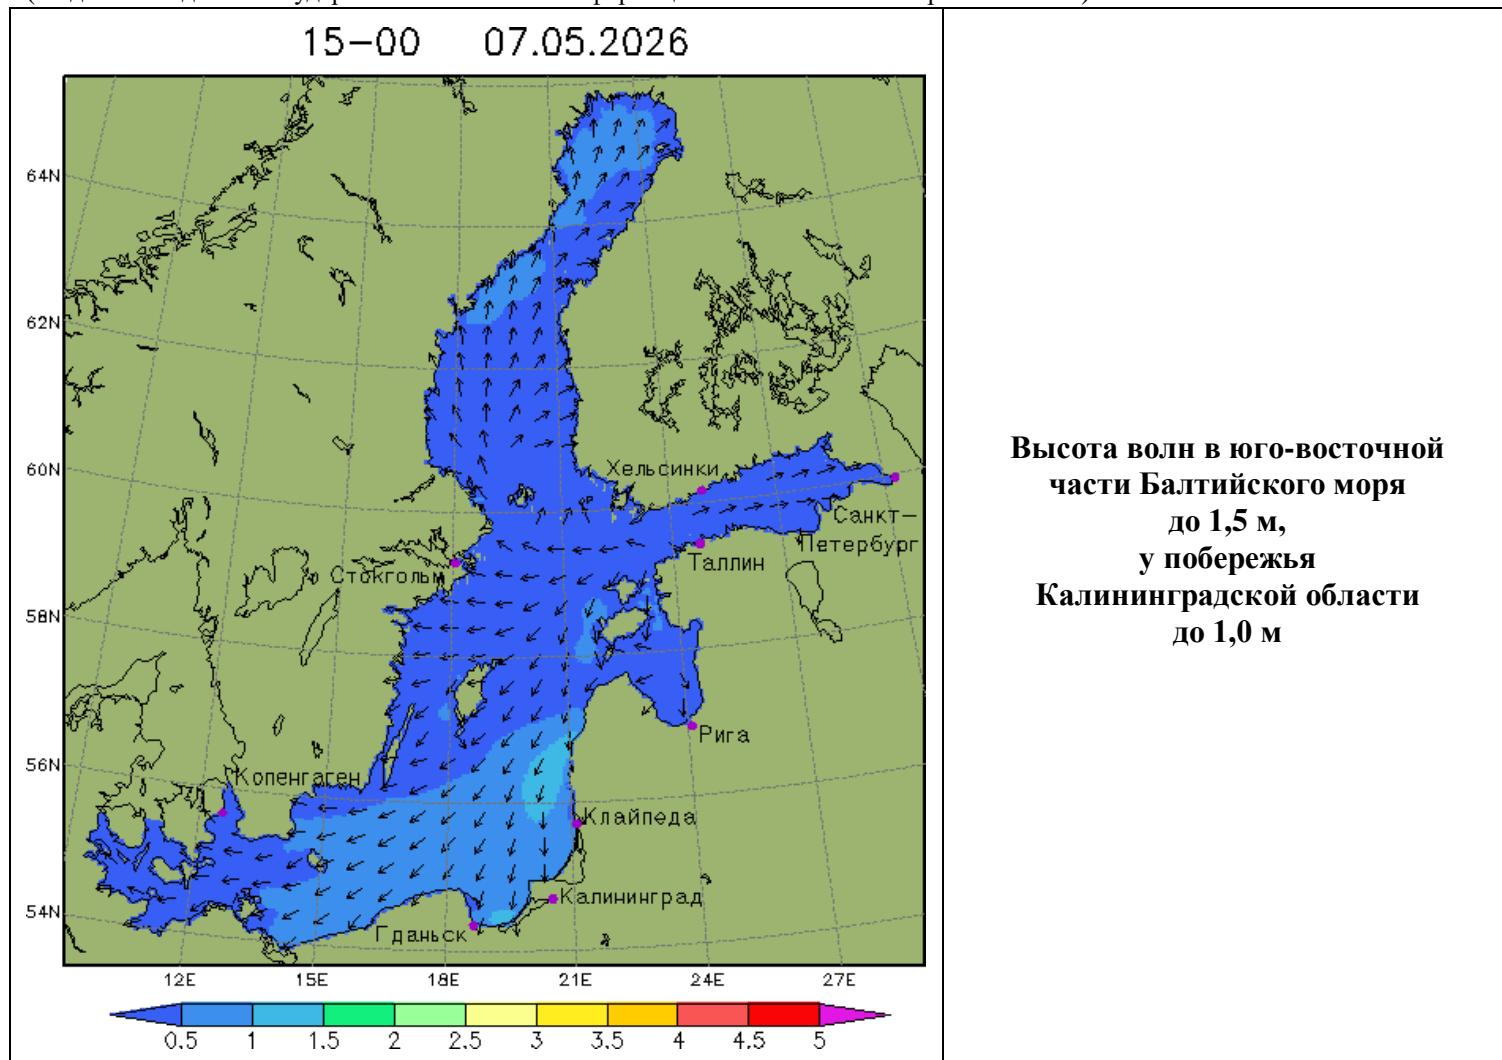 15-00 07.05.2026
64N
62N
60N
58N
56N
54N
Хельсинки
Санкт-
Петербург
Таллин
Стокгольм
Рига
Копенгаген
Клайпеда
Калининград
Гданьск
12E 15E 18E 21E 24E 27E
0.5 1 1.5 2 2.5 3 3.5 4 4.5 5
Высота волн в юго-восточной
части Балтийского моря
до 1,5 м,
у побережья
Калининградской области
до 1,0 м